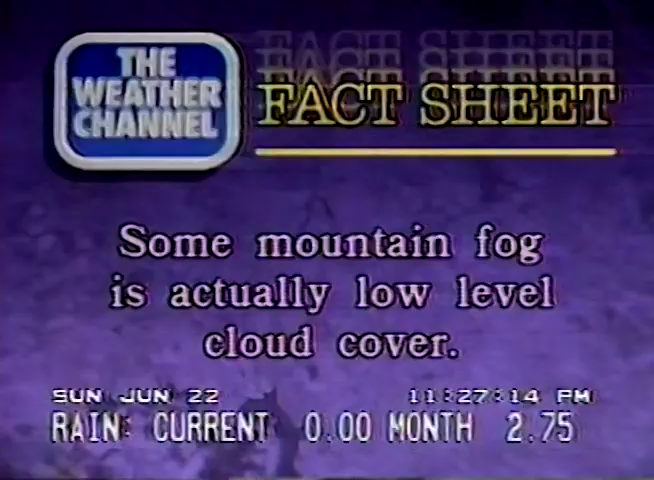 THE
WEATHER
CHANNEL
FACT SHEET
Some mountain fog
is actually low level
cloud cover.
SUN JUN 22 11:27:14 PM
RAIN: CURRENT 0.00 MONTH 2.75